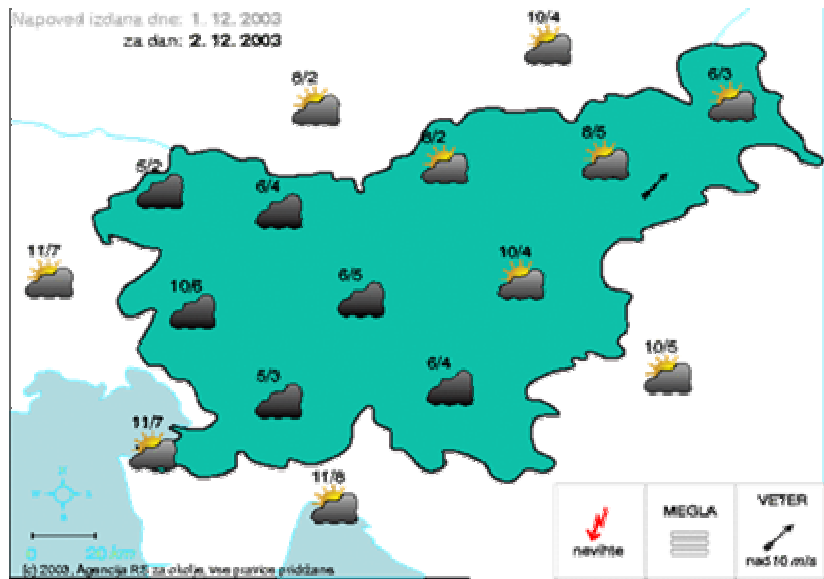 Napoved izdana dne: 1. 12. 2003
za dan: 2. 12. 2003
10/4
8/2
6/3
8/2
8/5
5/2
6/4
11/7
10/4
6/5
10/6
10/5
6/4
5/3
11/7
11/8
N
W
S
0 20 km
(c) 2003, Agencija RS za okolje, vse pravice pridržane
nevihte
MEGLA
VETER
nad 10 m/s